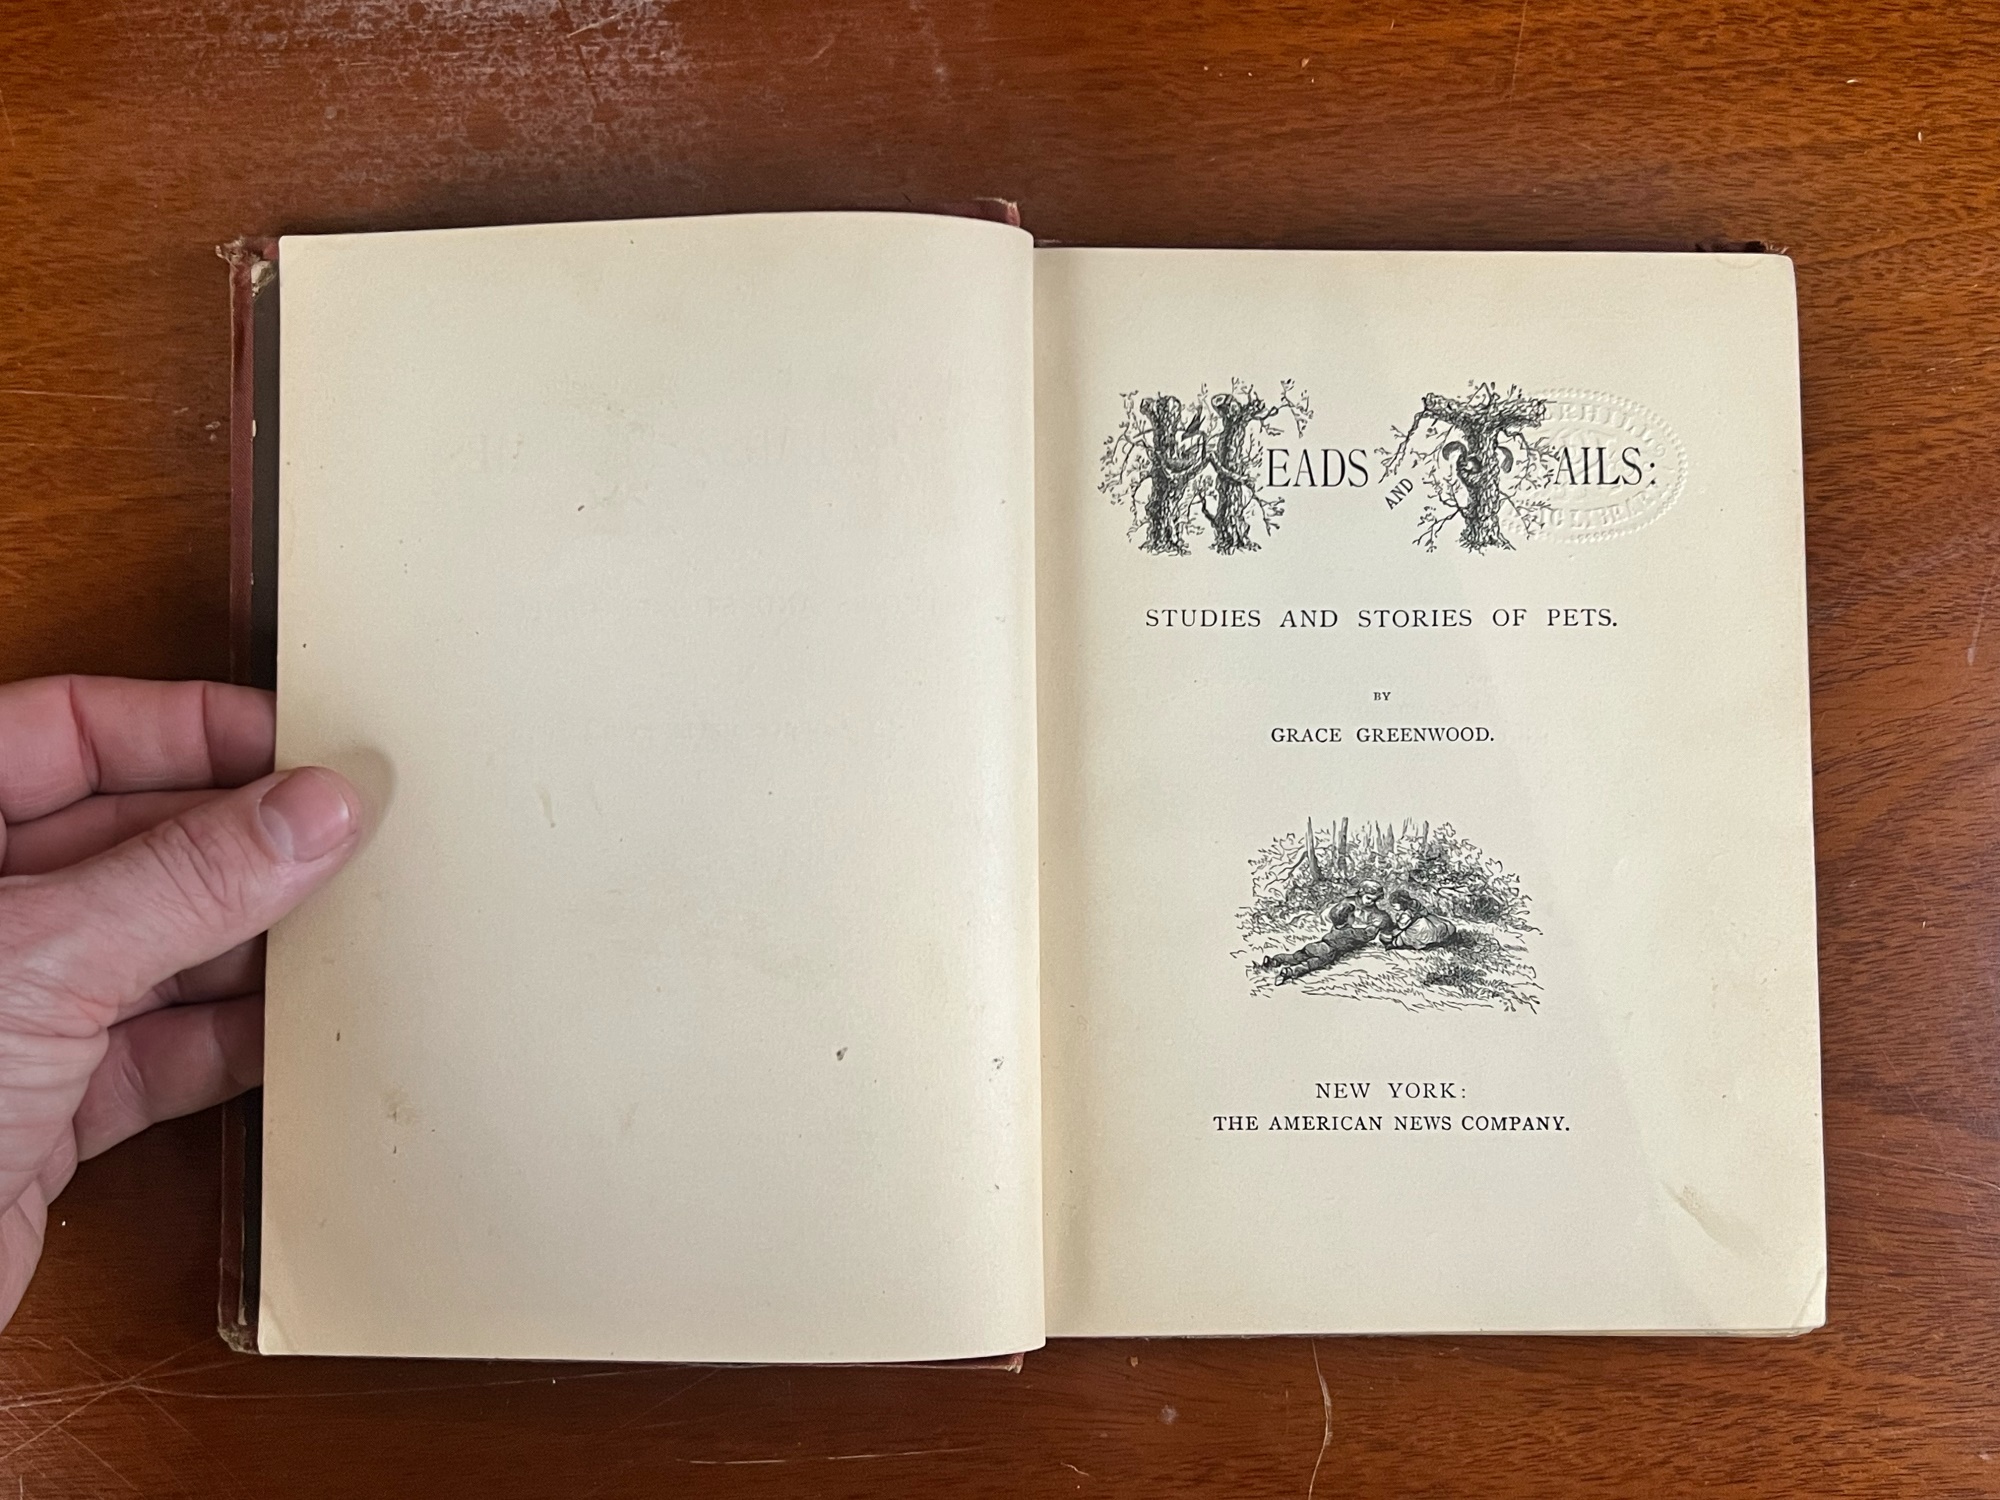 HEADS AND TAILS:
STUDIES AND STORIES OF PETS.
BY
GRACE GREENWOOD.
NEW YORK:
THE AMERICAN NEWS COMPANY.